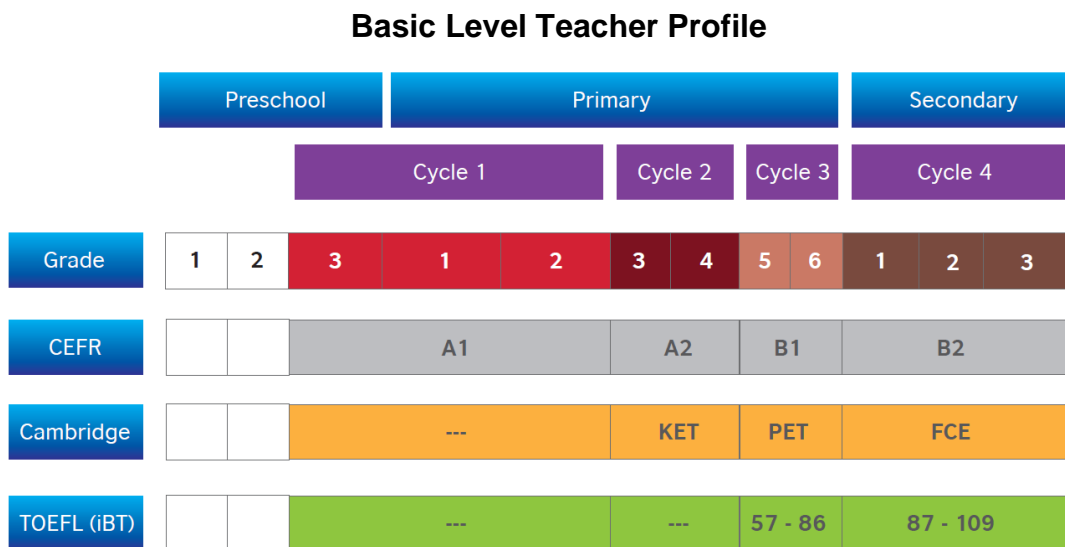 Basic Level Teacher Profile
Preschool Primary Secondary
Cycle 1 Cycle 2 Cycle 3 Cycle 4
Grade 1 2 3 1 2 3 4 5 6 1 2 3
CEFR A1 A2 B1 B2
Cambridge --- KET PET FCE
TOEFL (iBT) --- --- 57 - 86 87 - 109